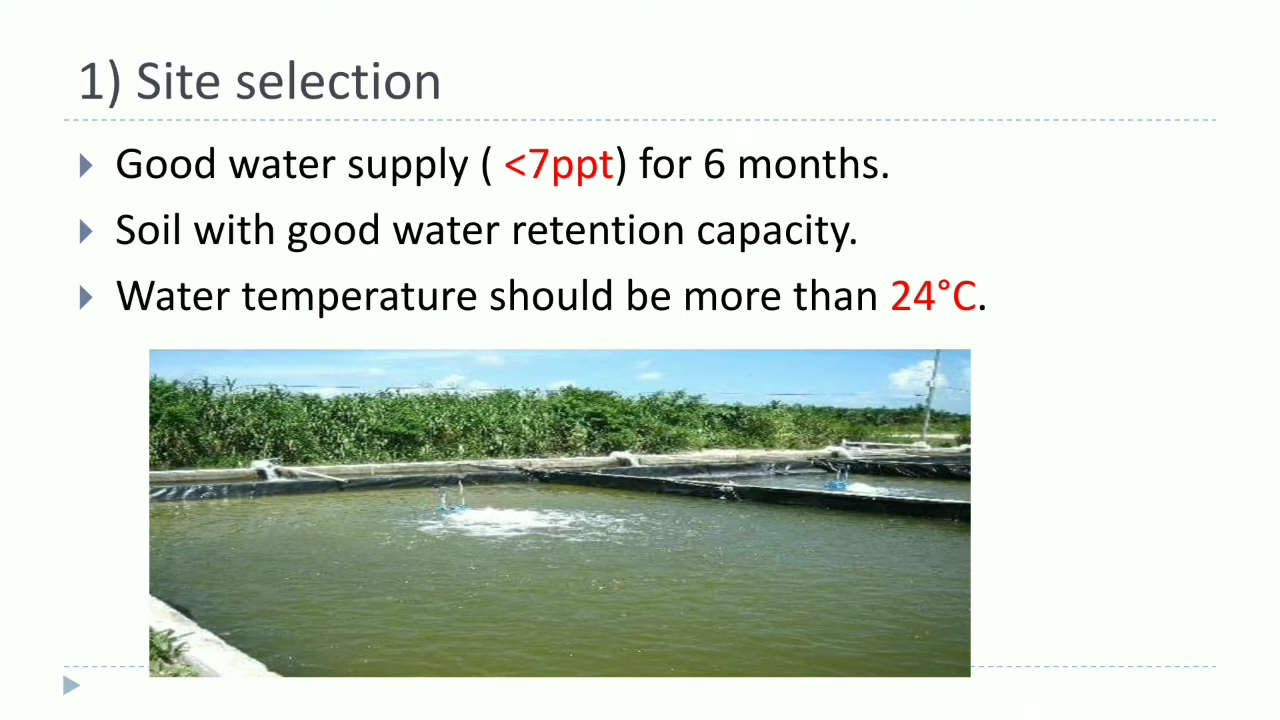 1) Site selection
Good water supply ( <7ppt) for 6 months.
Soil with good water retention capacity.
Water temperature should be more than 24°C.